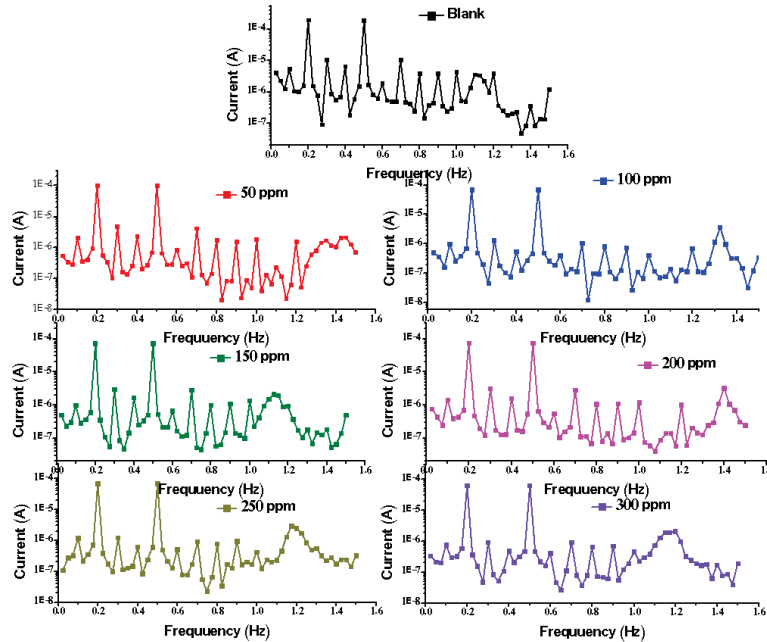 Blank
Current (A)
1E-4
1E-5
1E-6
1E-7
0.0 0.2 0.4 0.6 0.8 1.0 1.2 1.4 1.6
Frequuency (Hz)
50 ppm
Current (A)
1E-4
1E-5
1E-6
1E-7
1E-8
0.0 0.2 0.4 0.6 0.8 1.0 1.2 1.4 1.6
Frequuency (Hz)
100 ppm
Current (A)
1E-4
1E-5
1E-6
1E-7
1E-8
0.0 0.2 0.4 0.6 0.8 1.0 1.2 1.4
Frequuency (Hz)
150 ppm
Current (A)
1E-4
1E-5
1E-6
1E-7
0.0 0.2 0.4 0.6 0.8 1.0 1.2 1.4 1.6
Frequuency (Hz)
200 ppm
Current (A)
1E-4
1E-5
1E-6
1E-7
0.0 0.2 0.4 0.6 0.8 1.0 1.2 1.4 1.6
Frequuency (Hz)
250 ppm
Current (A)
1E-4
1E-5
1E-6
1E-7
1E-8
0.0 0.2 0.4 0.6 0.8 1.0 1.2 1.4 1.6
Frequuency (Hz)
300 ppm
Current (A)
1E-4
1E-5
1E-6
1E-7
1E-8
0.0 0.2 0.4 0.6 0.8 1.0 1.2 1.4 1.6
Frequuency (Hz)